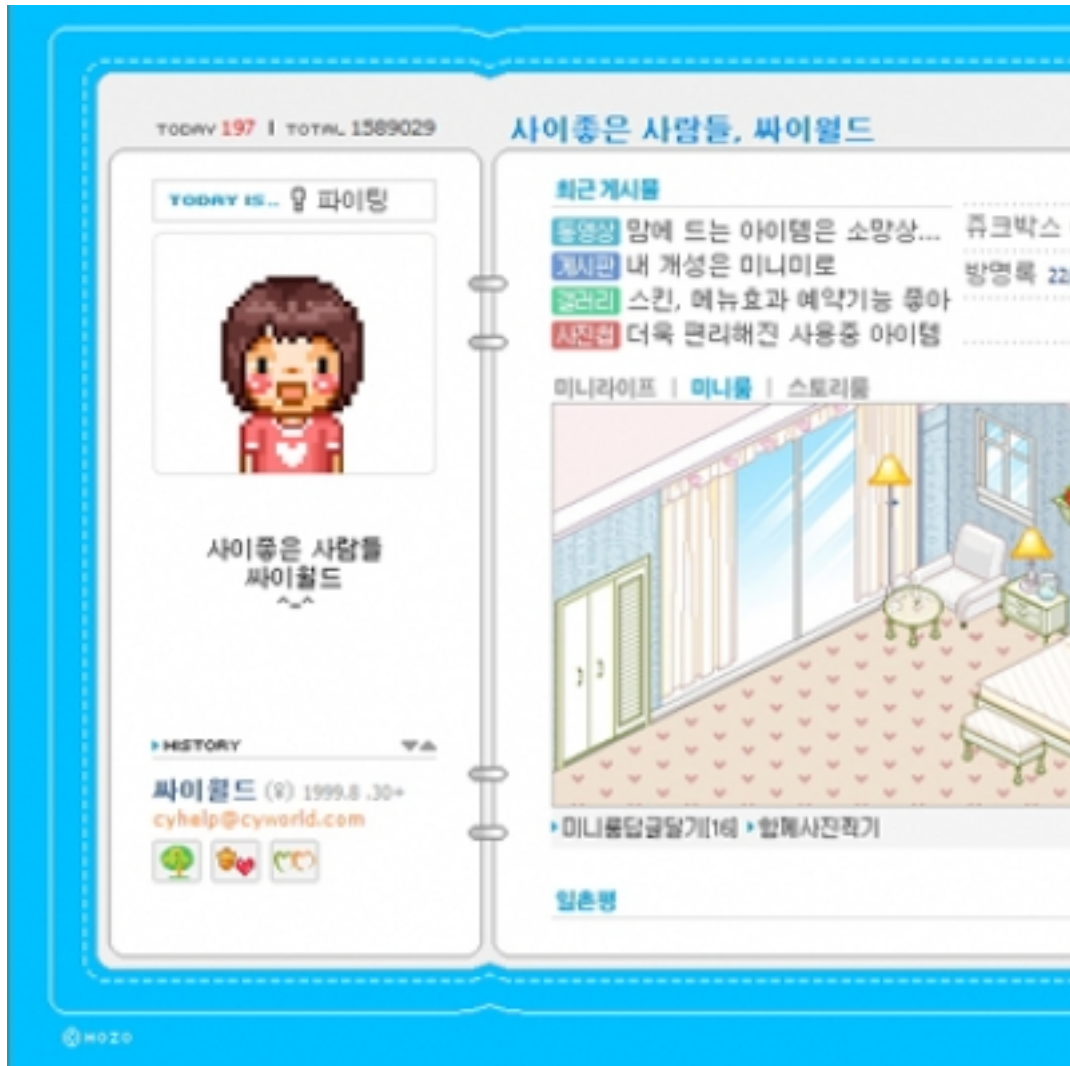 TODAY 197 | TOTAL 1589029
사이좋은 사람들, 싸이월드
TODAY IS.. 파이팅
사이좋은 사람들
싸이월드
^_^
HISTORY
싸이월드 (♀) 1999.8 .30+
cyhelp@cyworld.com
최근 게시물
동영상 맘에 드는 아이템은 소망상...
게시판 내 개성은 미니미로
갤러리 스킨, 메뉴효과 예약기능 좋아
사진첩 더욱 편리해진 사용중 아이템
쥬크박스
방명록 22
미니라이프 | 미니룸 | 스토리룸
미니룸답글달기[16] 함께사진찍기
일촌평
© MOZO